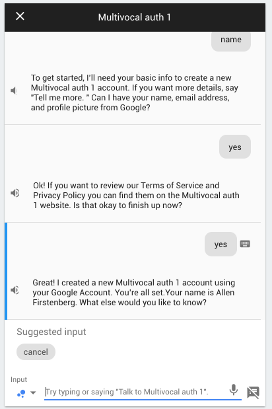 Multivocal auth 1
name
To get started, I'll need your basic info to create a new
Multivocal auth 1 account. If you want more details, say
"Tell me more. " Can I have your name, email address,
and profile picture from Google?
yes
Ok! If you want to review our Terms of Service and
Privacy Policy you can find them on the Multivocal auth
1 website. Is that okay to finish up now?
yes
Great! I created a new Multivocal auth 1 account using
your Google Account. You're all set.Your name is Allen
Firstenberg. What else would you like to know?
Suggested input
cancel
Input
Try typing or saying "Talk to Multivocal auth 1".